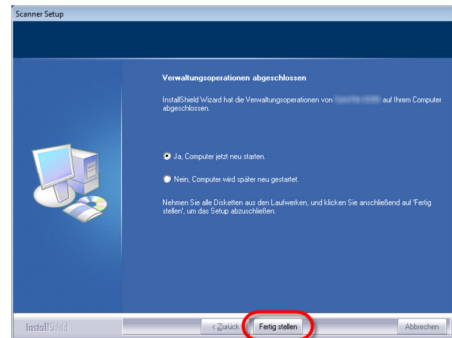 Scanner Setup
Verwaltungsoperationen abgeschlossen
InstallShield Wizard hat die Verwaltungsoperationen von auf Ihrem Computer
abgeschlossen.
Ja, Computer jetzt neu starten.
Nein, Computer wird später neu gestartet.
Nehmen Sie alle Disketten aus den Laufwerken, und klicken Sie anschließend auf 'Fertig
stellen', um das Setup abzuschließen.
InstallShield
< Zurück
Fertig stellen
Abbrechen